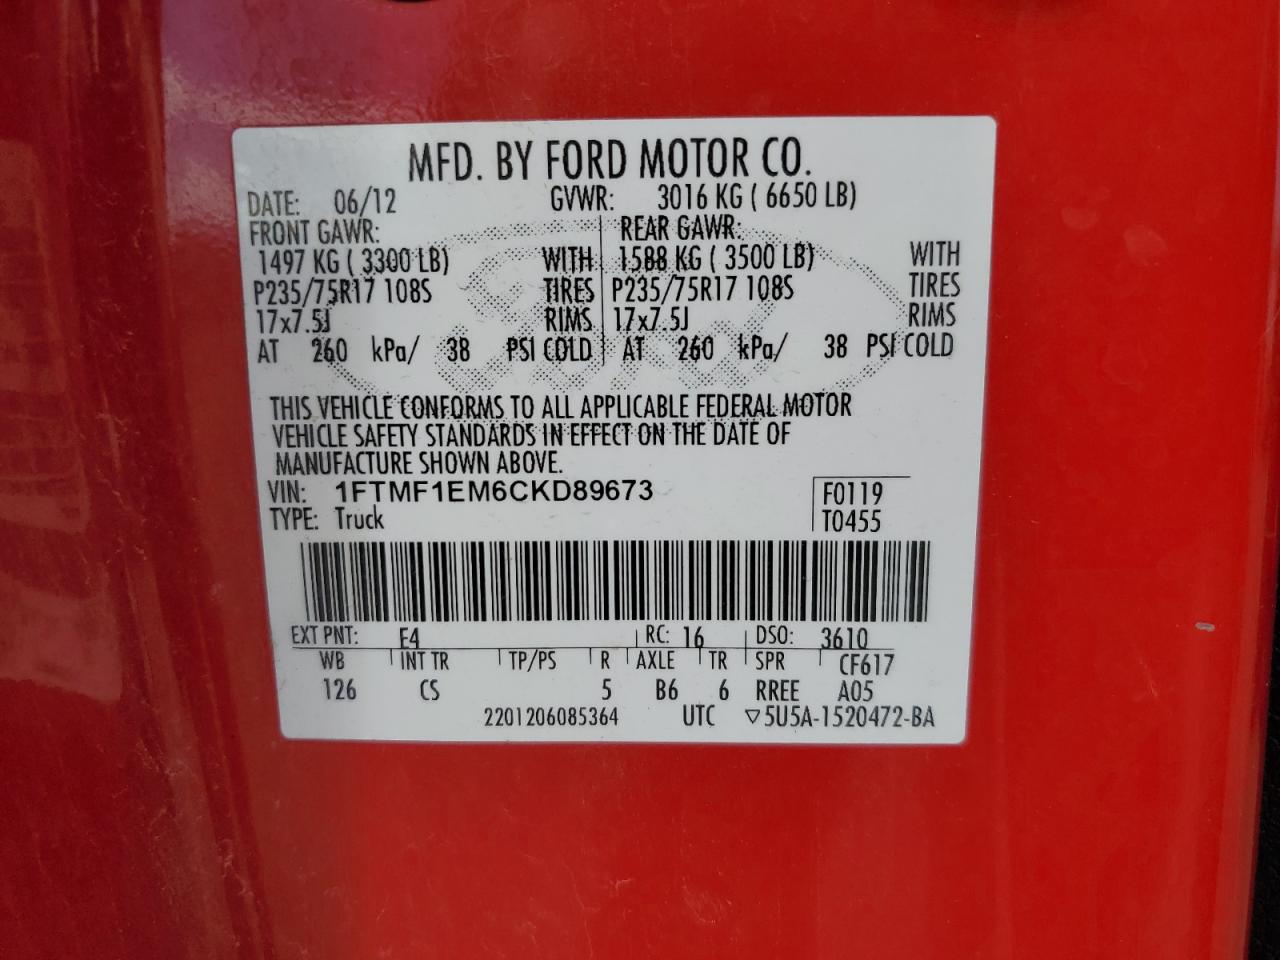 MFD. BY FORD MOTOR CO.
DATE: 06/12 GVWR: 3016 KG ( 6650 LB)
FRONT GAWR: REAR GAWR:
1497 KG ( 3300 LB) WITH 1588 KG ( 3500 LB) WITH
P235/75R17 108S TIRES P235/75R17 108S TIRES
17x7.5J RIMS 17x7.5J RIMS
AT 260 kPa/ 38 PSI COLD AT 260 kPa/ 38 PSI COLD
Ford
THIS VEHICLE CONFORMS TO ALL APPLICABLE FEDERAL MOTOR
VEHICLE SAFETY STANDARDS IN EFFECT ON THE DATE OF
MANUFACTURE SHOWN ABOVE.
VIN: 1FTMF1EM6CKD89673 F0119
TYPE: Truck T0455
EXT PNT: E4 RC: 16 DSO: 3610
WB INT TR TP/PS R AXLE TR SPR CF617
126 CS 5 B6 6 RREE A05
2201206085364 UTC ▽5U5A-1520472-BA